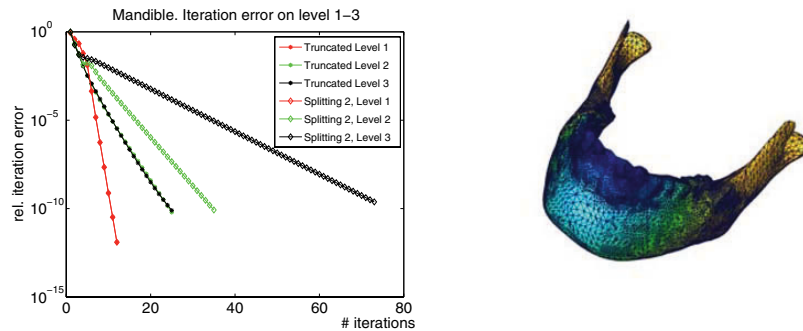 Mandible. Iteration error on level 1−3
rel. iteration error
10^0
10^−5
10^−10
10^−15
Truncated Level 1
Truncated Level 2
Truncated Level 3
Splitting 2, Level 1
Splitting 2, Level 2
Splitting 2, Level 3
0 20 40 60 80
# iterations